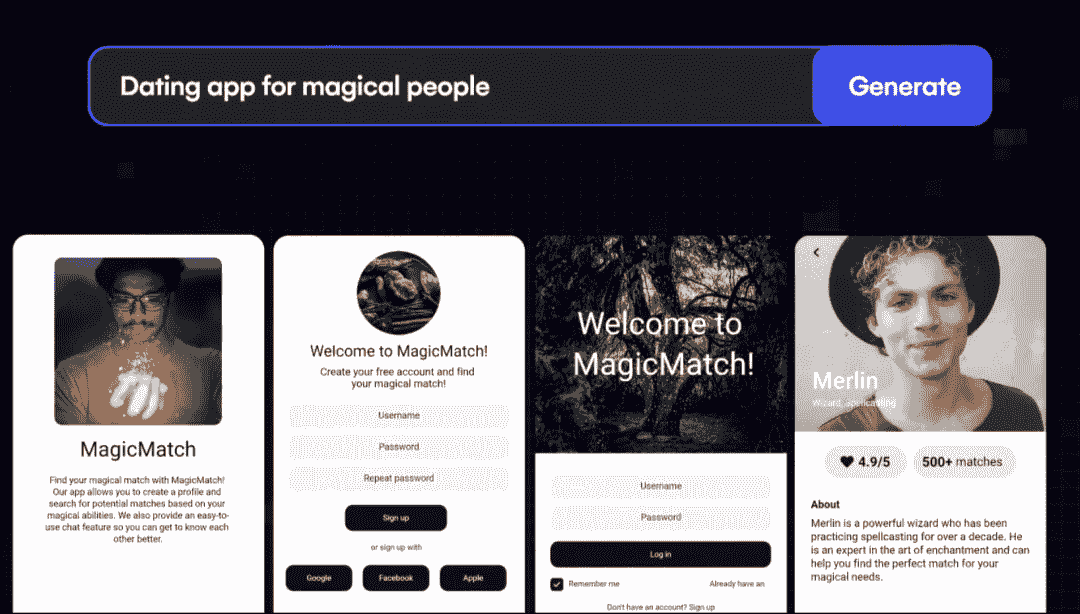 Dating app for magical people
Generate
MagicMatch
Find your magical match with MagicMatch!
Our app allows you to create a profile and
search for potential matches based on your
magical abilities. We also provide an easy-to-
use chat feature so you can get to know each
other better.
Welcome to MagicMatch!
Create your free account and find
your magical match!
Username
Password
Repeat password
Sign up
or sign up with
Google
Facebook
Apple
Welcome to
MagicMatch!
Username
Password
Log in
Remember me
Already have an
Don't have an account? Sign up
Merlin
Wizard, Spellcasting
4.9/5
500+ matches
About
Merlin is a powerful wizard who has been
practicing spellcasting for over a decade. He
is an expert in the art of enchantment and can
help you find the perfect match for your
magical needs.